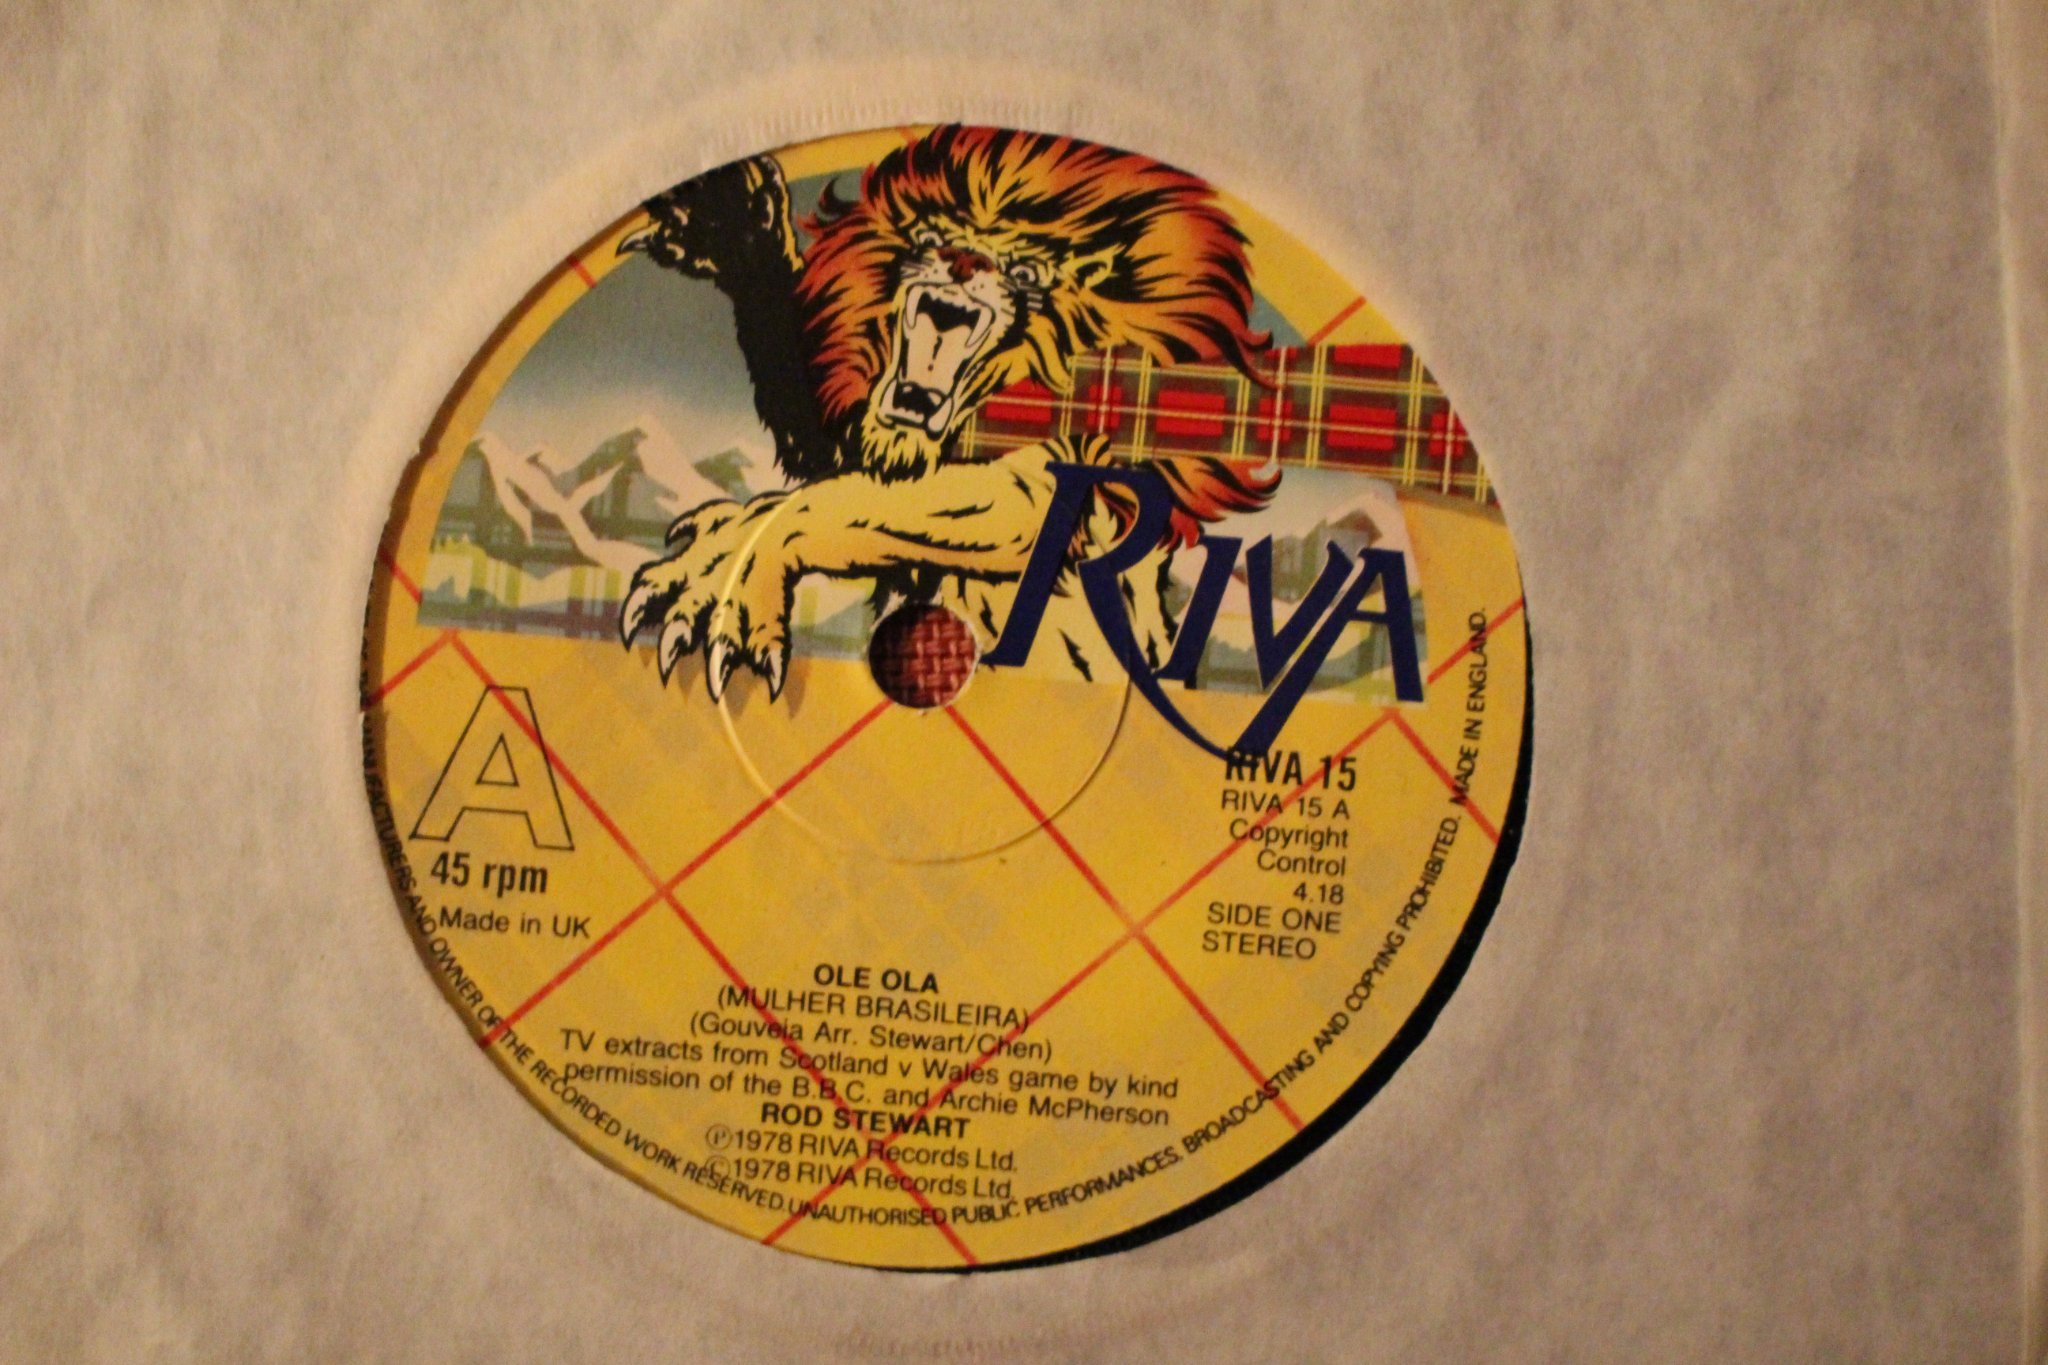 RIVA
A
45 rpm
Made in UK
RIVA 15
RIVA 15 A
Copyright
Control
4.18
SIDE ONE
STEREO
OLE OLA
(MULHER BRASILEIRA)
(Gouveia Arr. Stewart/Chen)
TV extracts from Scotland v Wales game by kind
permission of the B.B.C. and Archie McPherson
ROD STEWART
Ⓟ1978 RIVA Records Ltd.
©1978 RIVA Records Ltd.
MANUFACTURERS AND OWNER OF THE RECORDED WORK RESERVED. UNAUTHORISED PUBLIC PERFORMANCES. BROADCASTING AND COPYING PROHIBITED. MADE IN ENGLAND.